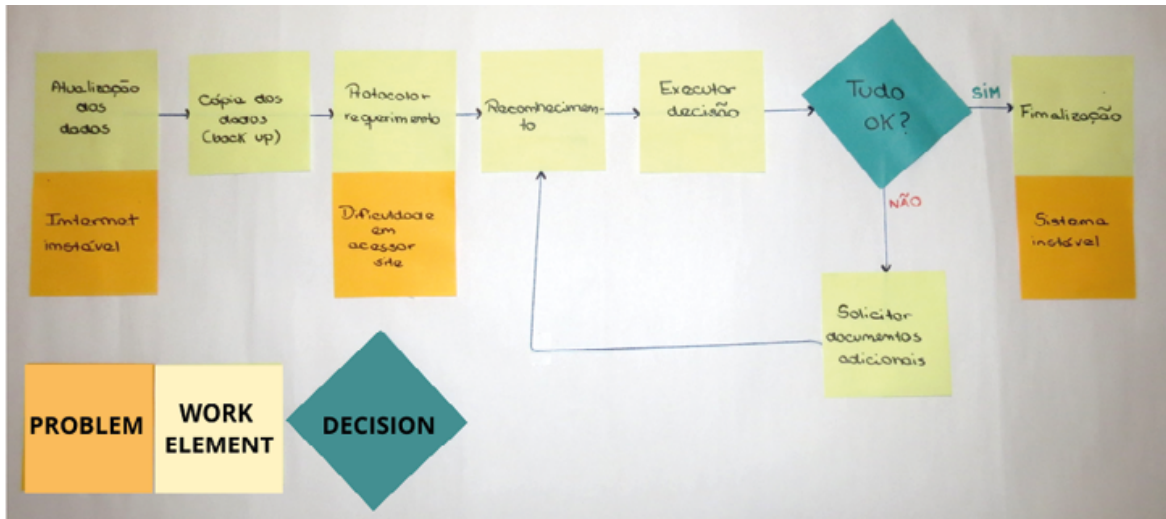 Atualização
dos
dados
Cópia dos
dados
(back up)
Protocolar
requerimento
Reconhecimen-
to
Executar
decisão
Tudo
OK?
SIM
Finalização
Internet
instável
Dificuldade
em
acessar
site
NÃO
Sistema
instável
Solicitar
documentos
adicionais
PROBLEM
WORK
ELEMENT
DECISION